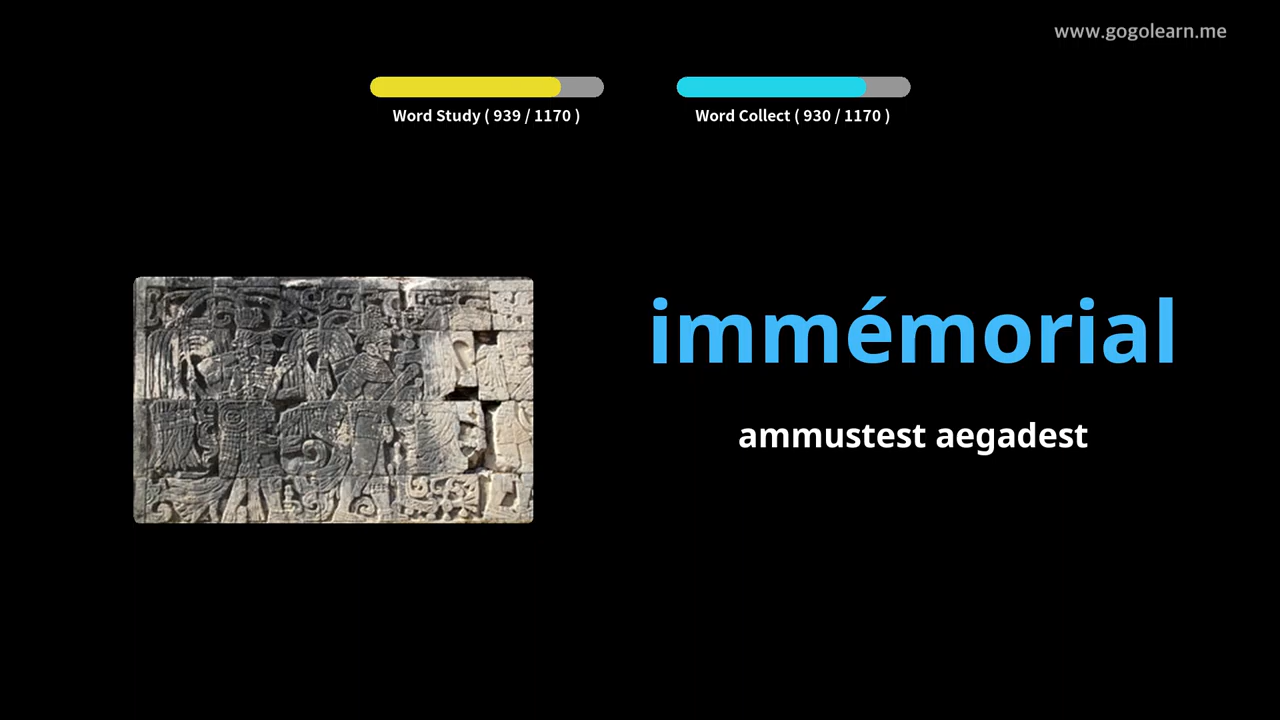 www.gogolearn.me
Word Study ( 939 / 1170 )
Word Collect ( 930 / 1170 )
immémorial
ammustest aegadest